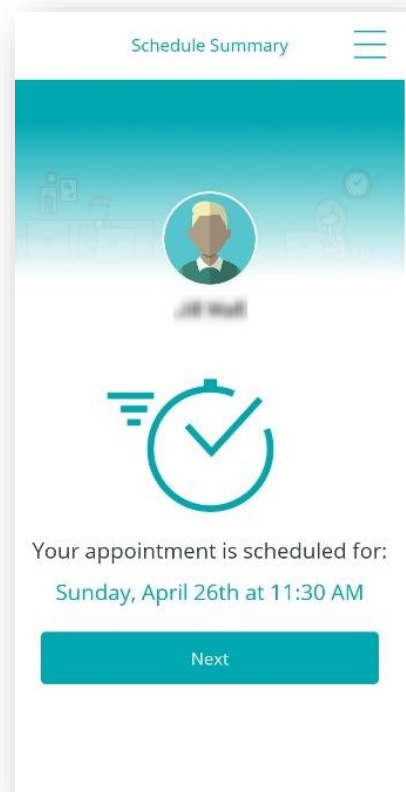 Schedule Summary
Your appointment is scheduled for:
Sunday, April 26th at 11:30 AM
Next